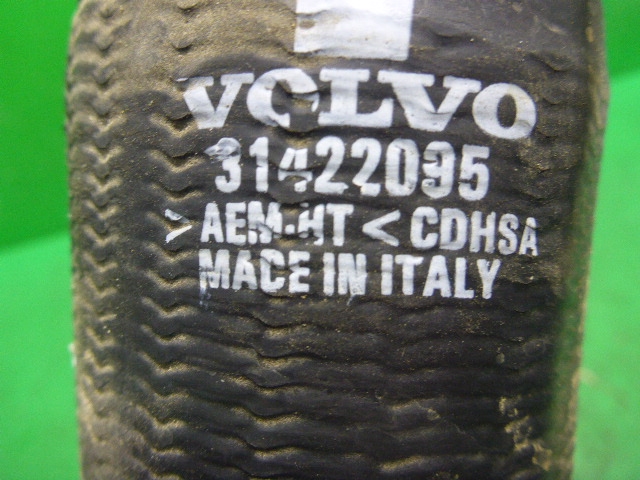 VOLVO
31422095
>AEM-HT < CDHSA
MACE IN ITALY